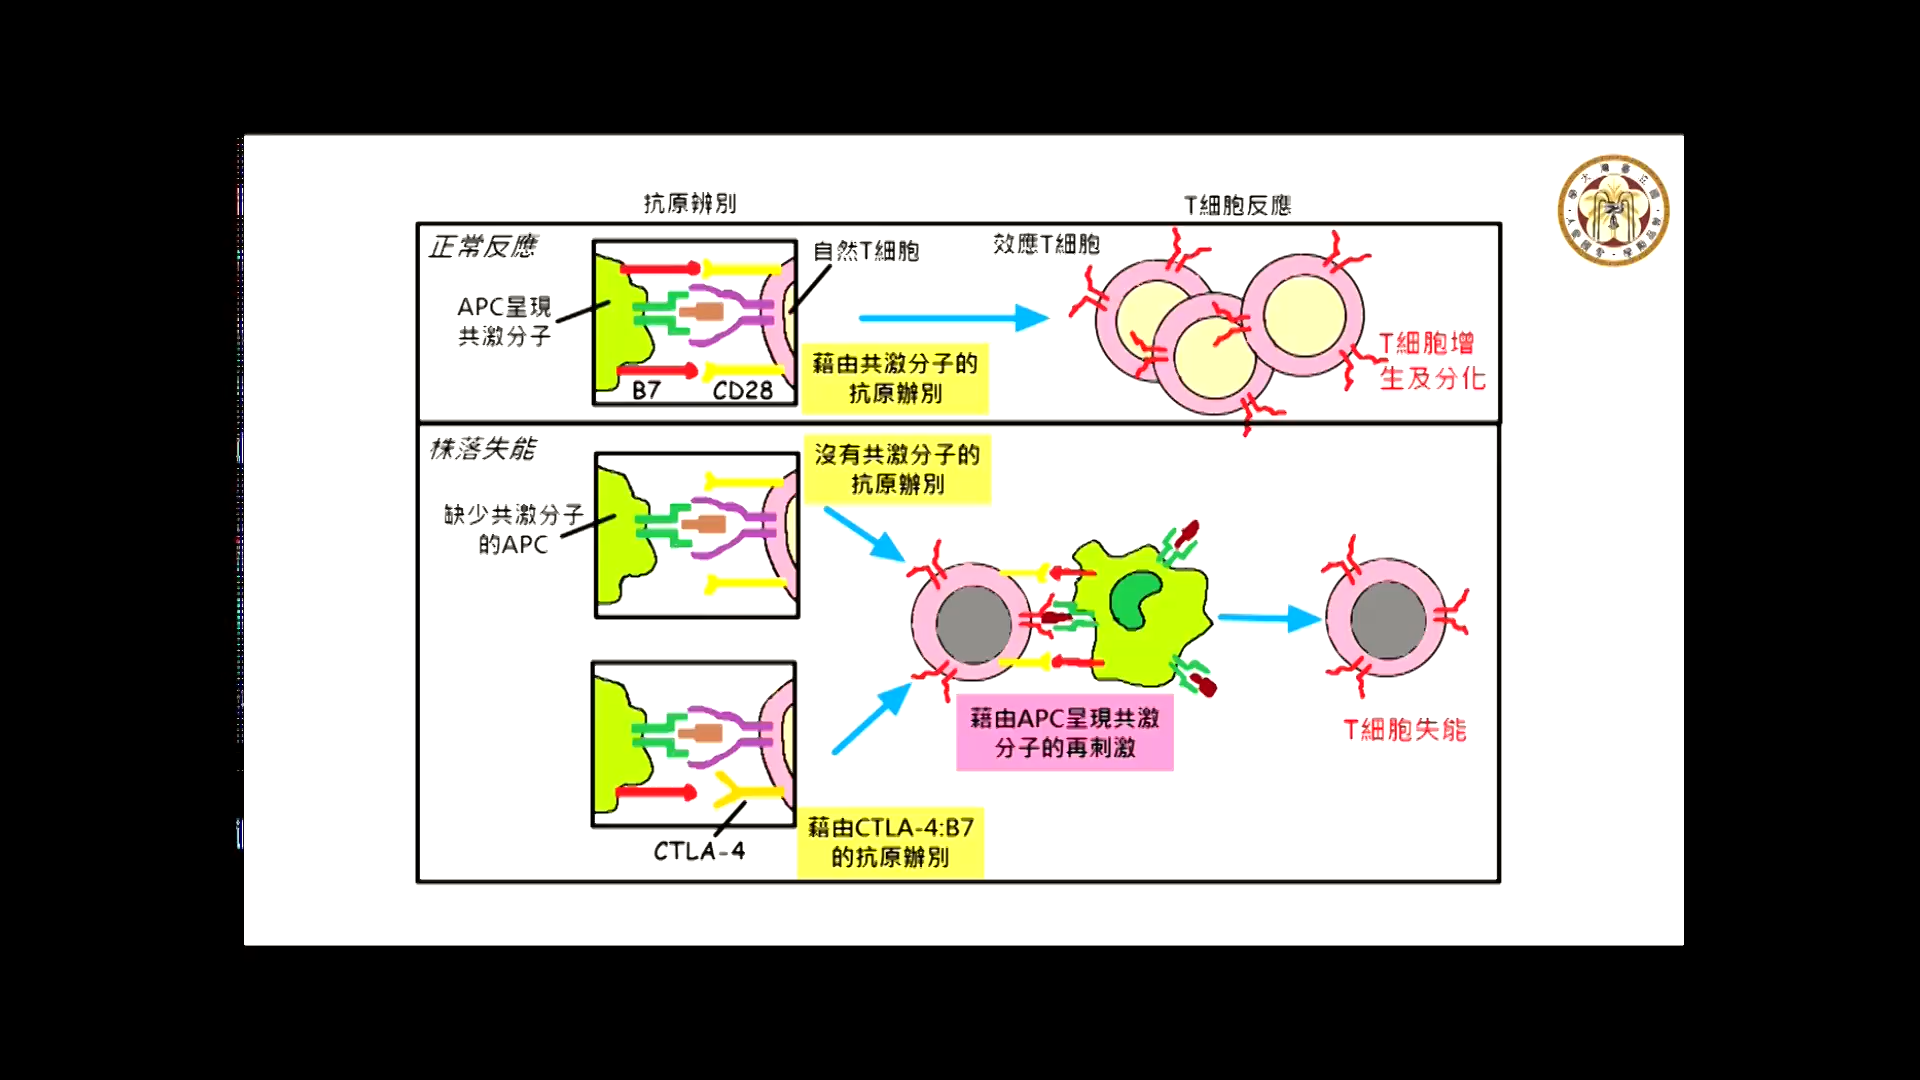 抗原辨別
T細胞反應
正常反應
自然T細胞
效應T細胞
APC呈現
共激分子
B7
CD28
藉由共激分子的
抗原辦別
T細胞增
生及分化
株落失能
沒有共激分子的
抗原辦別
缺少共激分子
的APC
藉由APC呈現共激
分子的再刺激
T細胞失能
CTLA-4
藉由CTLA-4:B7
的抗原辦別